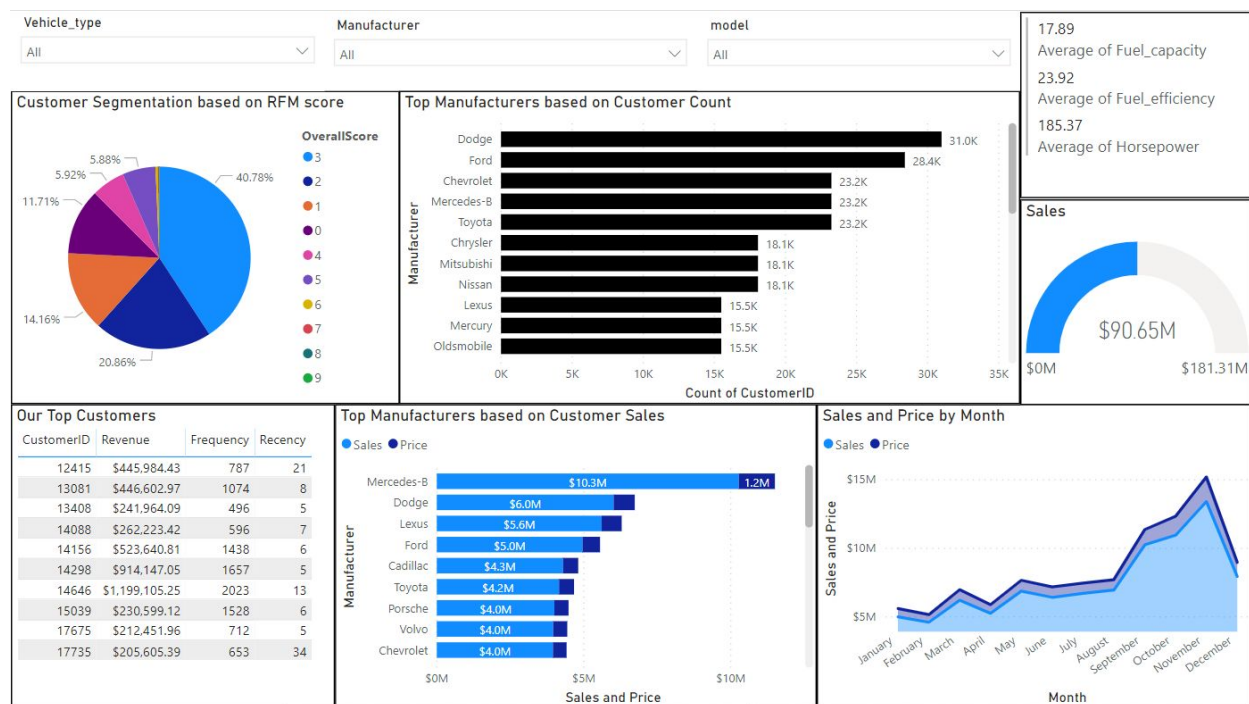 Vehicle_type
All
Manufacturer
All
model
All
17.89
Average of Fuel_capacity
23.92
Average of Fuel_efficiency
185.37
Average of Horsepower
Customer Segmentation based on RFM score
OverallScore
3
2
1
0
4
5
6
7
8
9
40.78%
20.86%
14.16%
11.71%
5.92%
5.88%
Top Manufacturers based on Customer Count
Manufacturer
Dodge 31.0K
Ford 28.4K
Chevrolet 23.2K
Mercedes-B 23.2K
Toyota 23.2K
Chrysler 18.1K
Mitsubishi 18.1K
Nissan 18.1K
Lexus 15.5K
Mercury 15.5K
Oldsmobile 15.5K
0K 5K 10K 15K 20K 25K 30K 35K
Count of CustomerID
Sales
$90.65M
$0M $181.31M
Our Top Customers
CustomerID Revenue Frequency Recency
12415 $445,984.43 787 21
13081 $446,602.97 1074 8
13408 $241,964.09 496 5
14088 $262,223.42 596 7
14156 $523,640.81 1438 6
14298 $914,147.05 1657 5
14646 $1,199,105.25 2023 13
15039 $230,599.12 1528 6
17675 $212,451.96 712 5
17735 $205,605.39 653 34
Top Manufacturers based on Customer Sales
Sales Price
Manufacturer
Mercedes-B $10.3M 1.2M
Dodge $6.0M
Lexus $5.6M
Ford $5.0M
Cadillac $4.3M
Toyota $4.2M
Porsche $4.0M
Volvo $4.0M
Chevrolet $4.0M
$0M $5M $10M
Sales and Price
Sales and Price by Month
Sales Price
Sales and Price
$15M
$10M
$5M
January February March April May June July August September October November December
Month